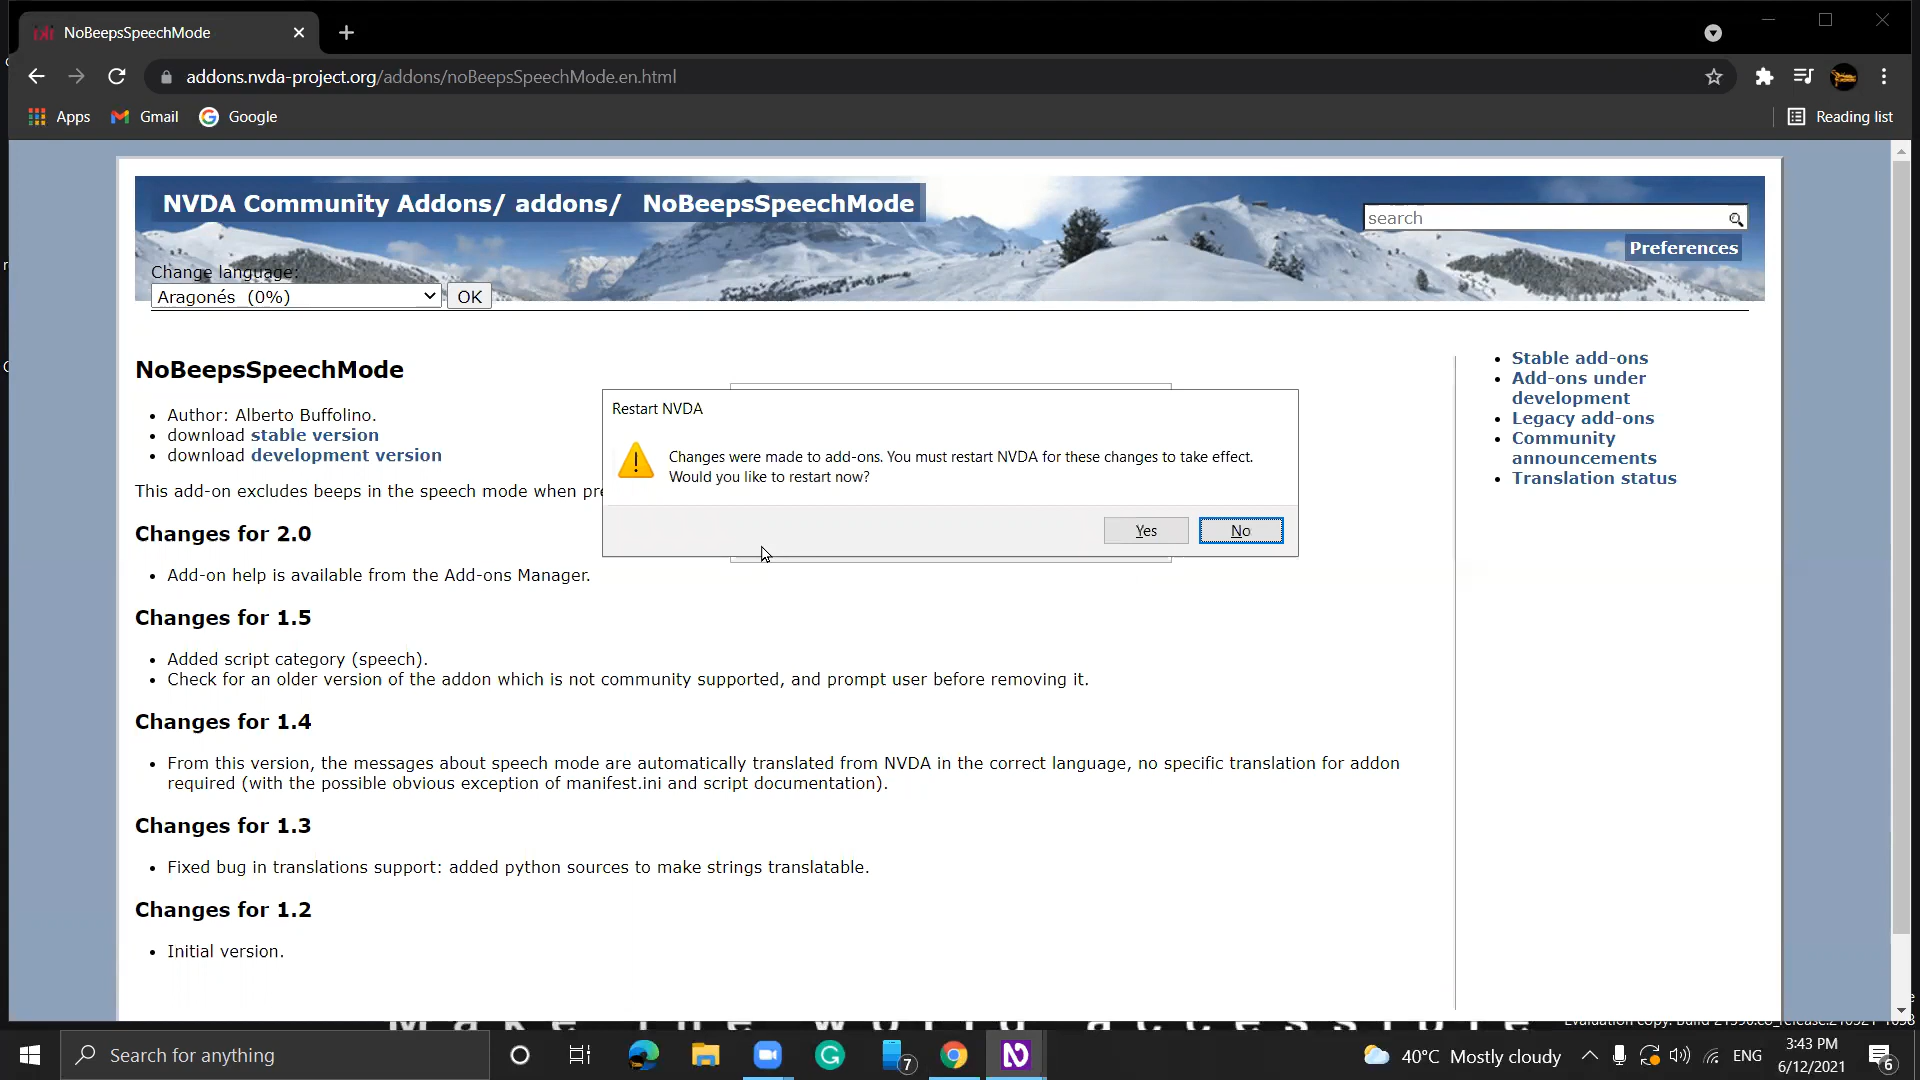 NoBeepsSpeechMode
addons.nvda-project.org/addons/noBeepsSpeechMode.en.html
Apps
Gmail
Google
Reading list
NVDA Community Addons/ addons/ NoBeepsSpeechMode
search
Preferences
Change language:
Aragonés (0%)
OK
NoBeepsSpeechMode
Author: Alberto Buffolino.
download stable version
download development version
This add-on excludes beeps in the speech mode when
Changes for 2.0
Add-on help is available from the Add-ons Manager.
Changes for 1.5
Added script category (speech).
Check for an older version of the addon which is not community supported, and prompt user before removing it.
Changes for 1.4
From this version, the messages about speech mode are automatically translated from NVDA in the correct language, no specific translation for addon
required (with the possible obvious exception of manifest.ini and script documentation).
Changes for 1.3
Fixed bug in translations support: added python sources to make strings translatable.
Changes for 1.2
Initial version.
Stable add-ons
Add-ons under
development
Legacy add-ons
Community
announcements
Translation status
Restart NVDA
Changes were made to add-ons. You must restart NVDA for these changes to take effect.
Would you like to restart now?
Yes
No
Search for anything
7
40°C Mostly cloudy
ENG
3:43 PM
6/12/2021
6